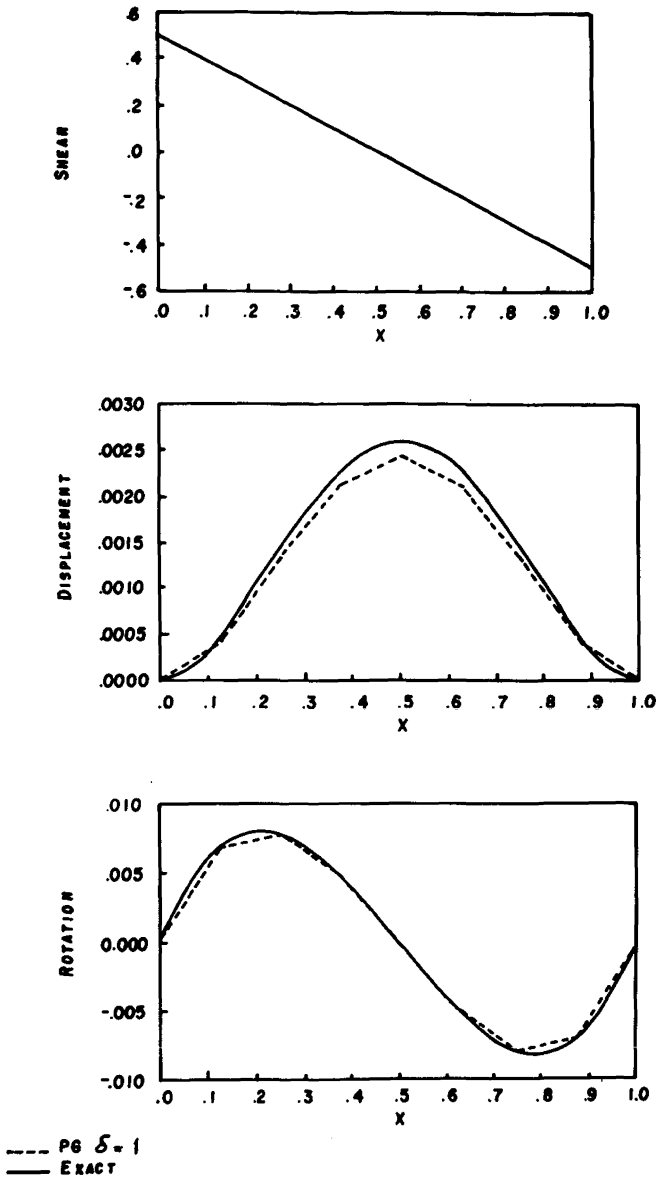 .6
.4
.2
.0
-.2
-.4
-.6
SHEAR
.0 .1 .2 .3 .4 .5 .6 .7 .8 .9 1.0
X
.0030
.0025
.0020
.0015
.0010
.0005
.0000
DISPLACEMENT
.0 .1 .2 .3 .4 .5 .6 .7 .8 .9 1.0
X
.010
.005
0.000
-.005
-.010
ROTATION
.0 .1 .2 .3 .4 .5 .6 .7 .8 .9 1.0
X
PG δ = 1
EXACT